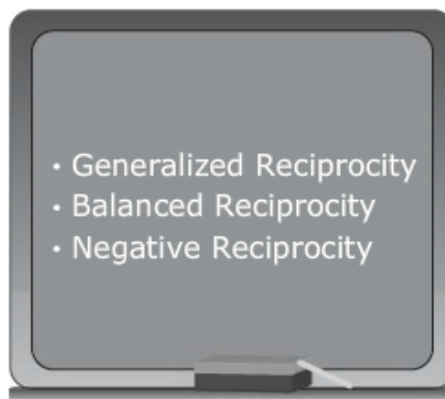 • Generalized Reciprocity
• Balanced Reciprocity
• Negative Reciprocity